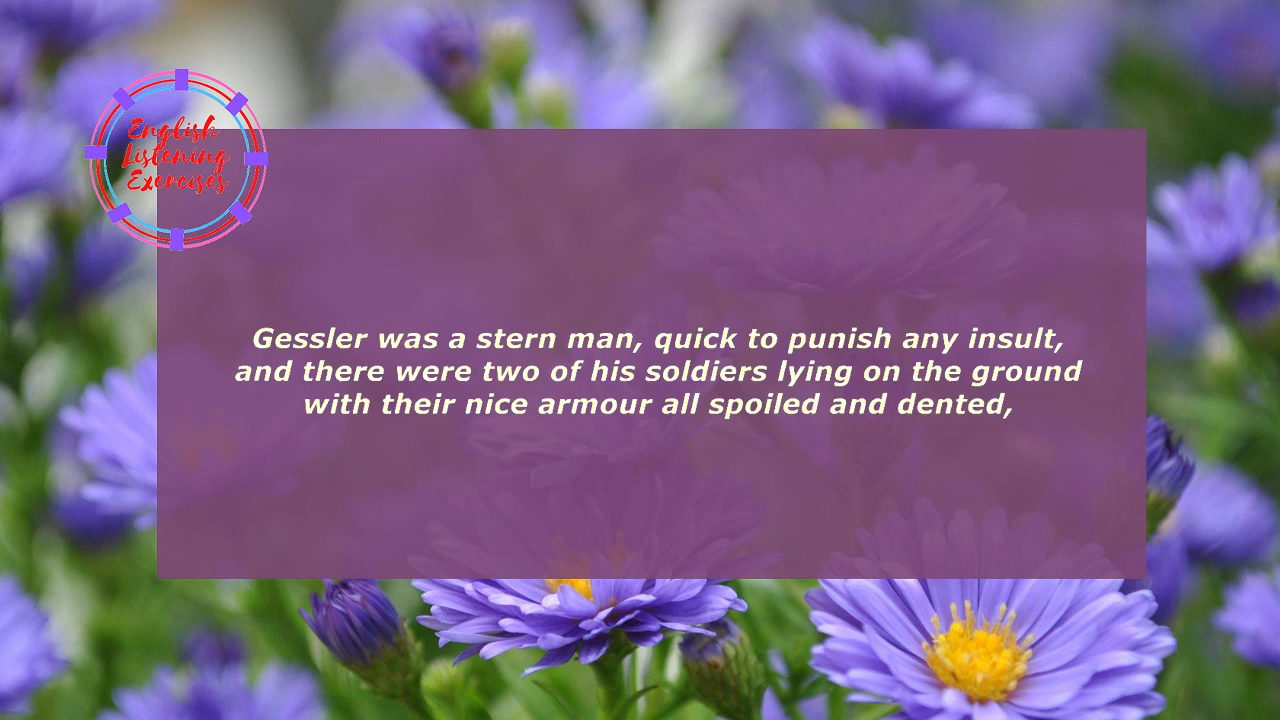 English
Listening
Exercises
Gessler was a stern man, quick to punish any insult,
and there were two of his soldiers lying on the ground
with their nice armour all spoiled and dented,